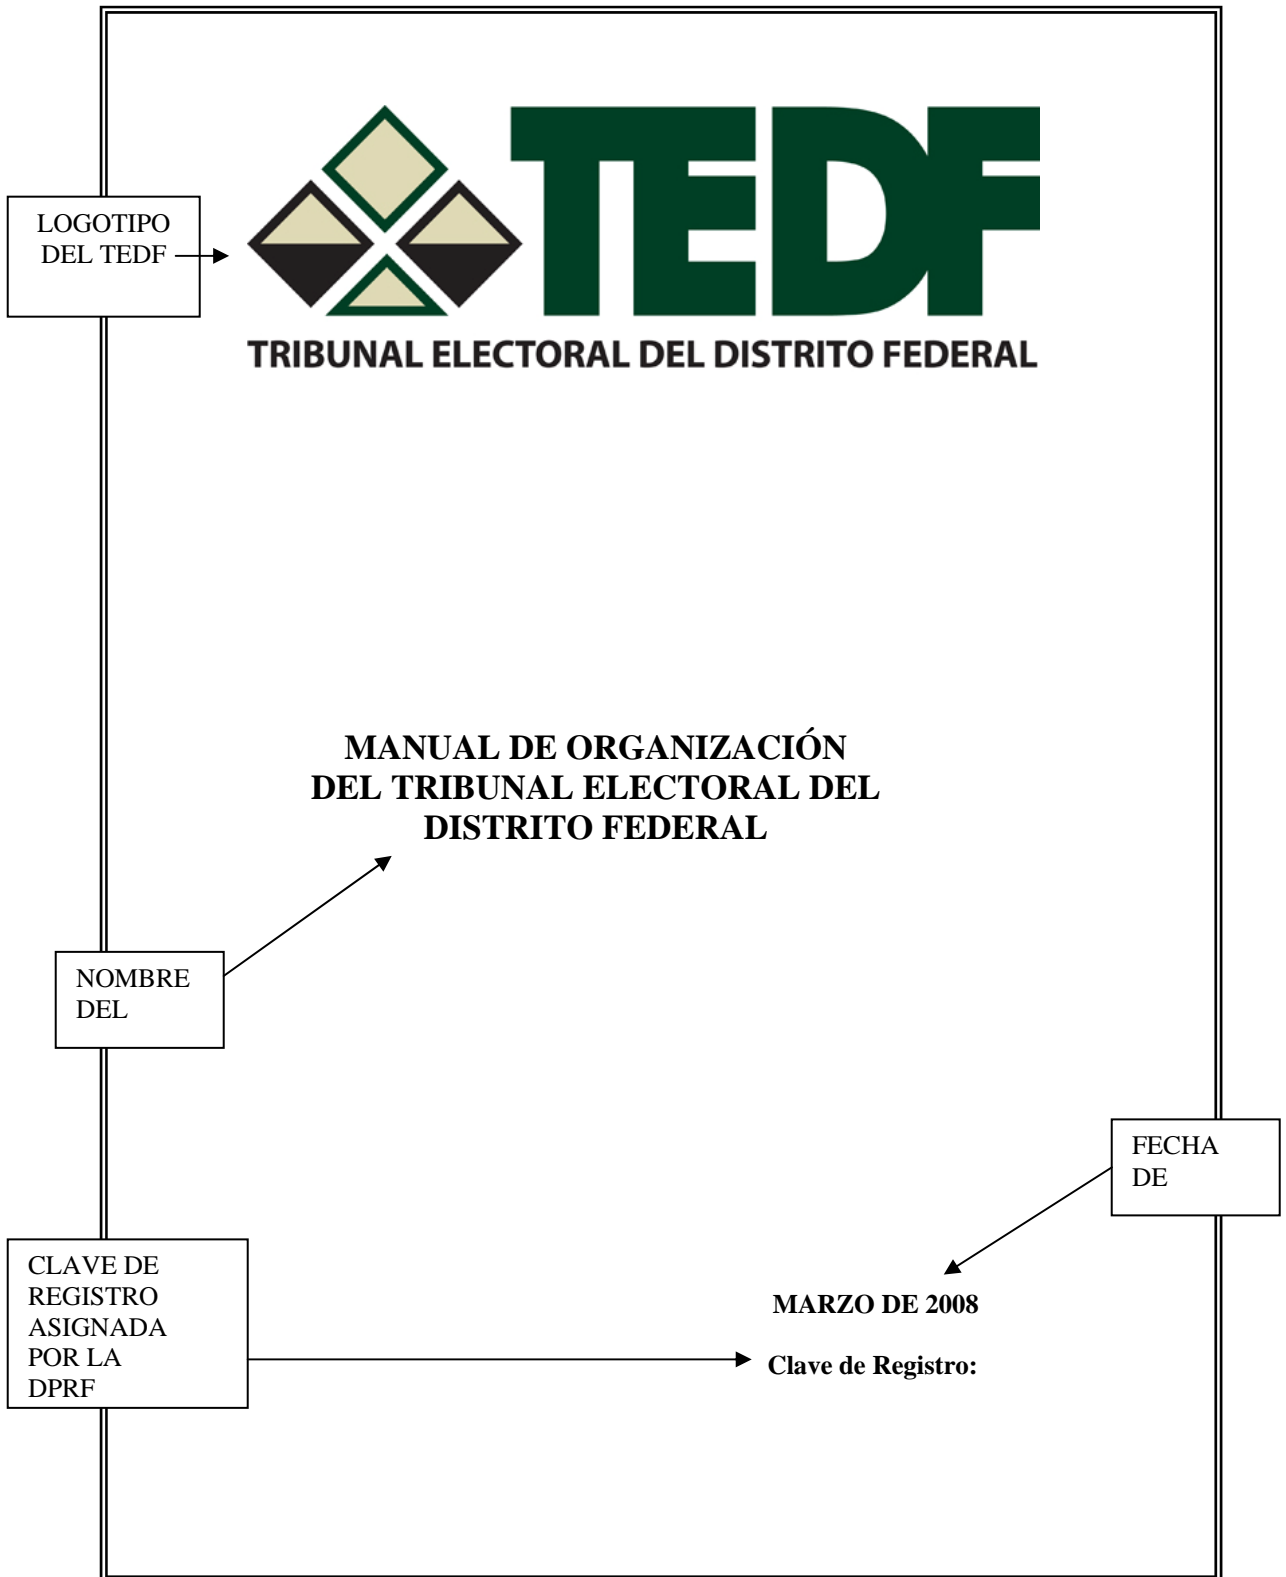 TEDF
LOGOTIPO
DEL TEDF
TRIBUNAL ELECTORAL DEL DISTRITO FEDERAL
MANUAL DE ORGANIZACIÓN
DEL TRIBUNAL ELECTORAL DEL
DISTRITO FEDERAL
NOMBRE
DEL
FECHA
DE
CLAVE DE
REGISTRO
ASIGNADA
POR LA
DPRF
MARZO DE 2008
Clave de Registro: